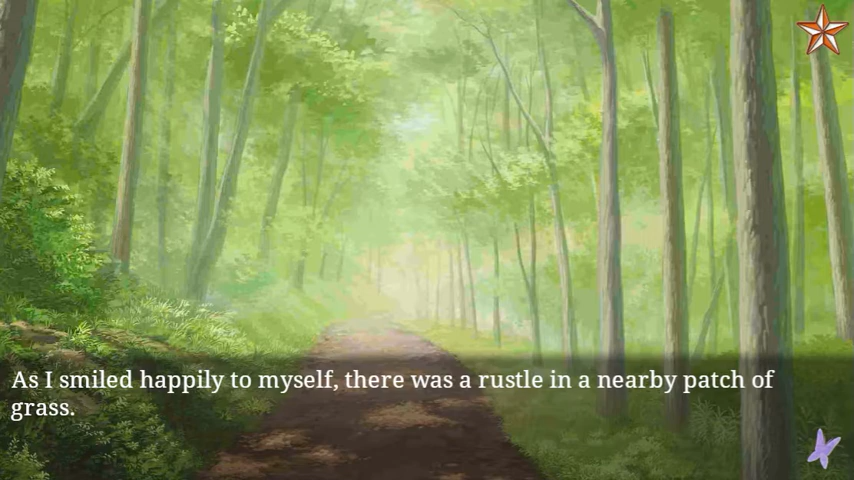 As I smiled happily to myself, there was a rustle in a nearby patch of
grass.